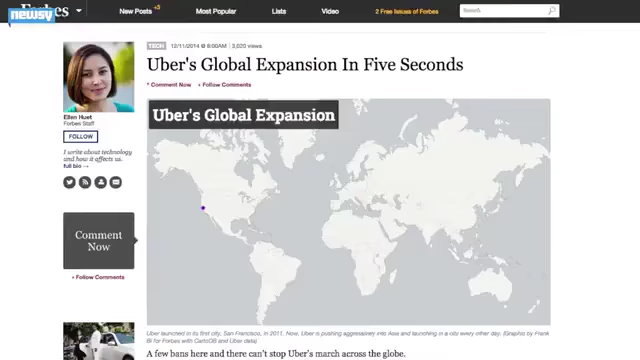 newsy
Forbes
New Posts +3
Most Popular
Lists
Video
2 Free Issues of Forbes
Search
TECH 12/11/2014 @ 8:00AM 3,020 views
Uber's Global Expansion In Five Seconds
+ Comment Now + Follow Comments
Ellen Huet
Forbes Staff
FOLLOW
I write about technology
and how it affects us.
full bio →
Comment
Now
+ Follow Comments
Uber's Global Expansion
Uber launched in its first city, San Francisco, in 2011. Now, Uber is pushing aggressively into Asia and launching in a city every other day. (Graphic by Frank
Bi for Forbes with CartoDB and Uber data)
A few bans here and there can't stop Uber's march across the globe.